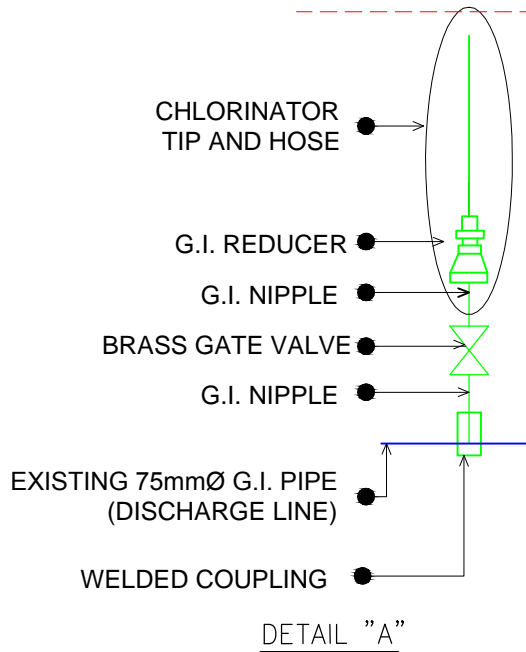 CHLORINATOR
TIP AND HOSE
G.I. REDUCER
G.I. NIPPLE
BRASS GATE VALVE
G.I. NIPPLE
EXISTING 75mmØ G.I. PIPE
(DISCHARGE LINE)
WELDED COUPLING
DETAIL "A"